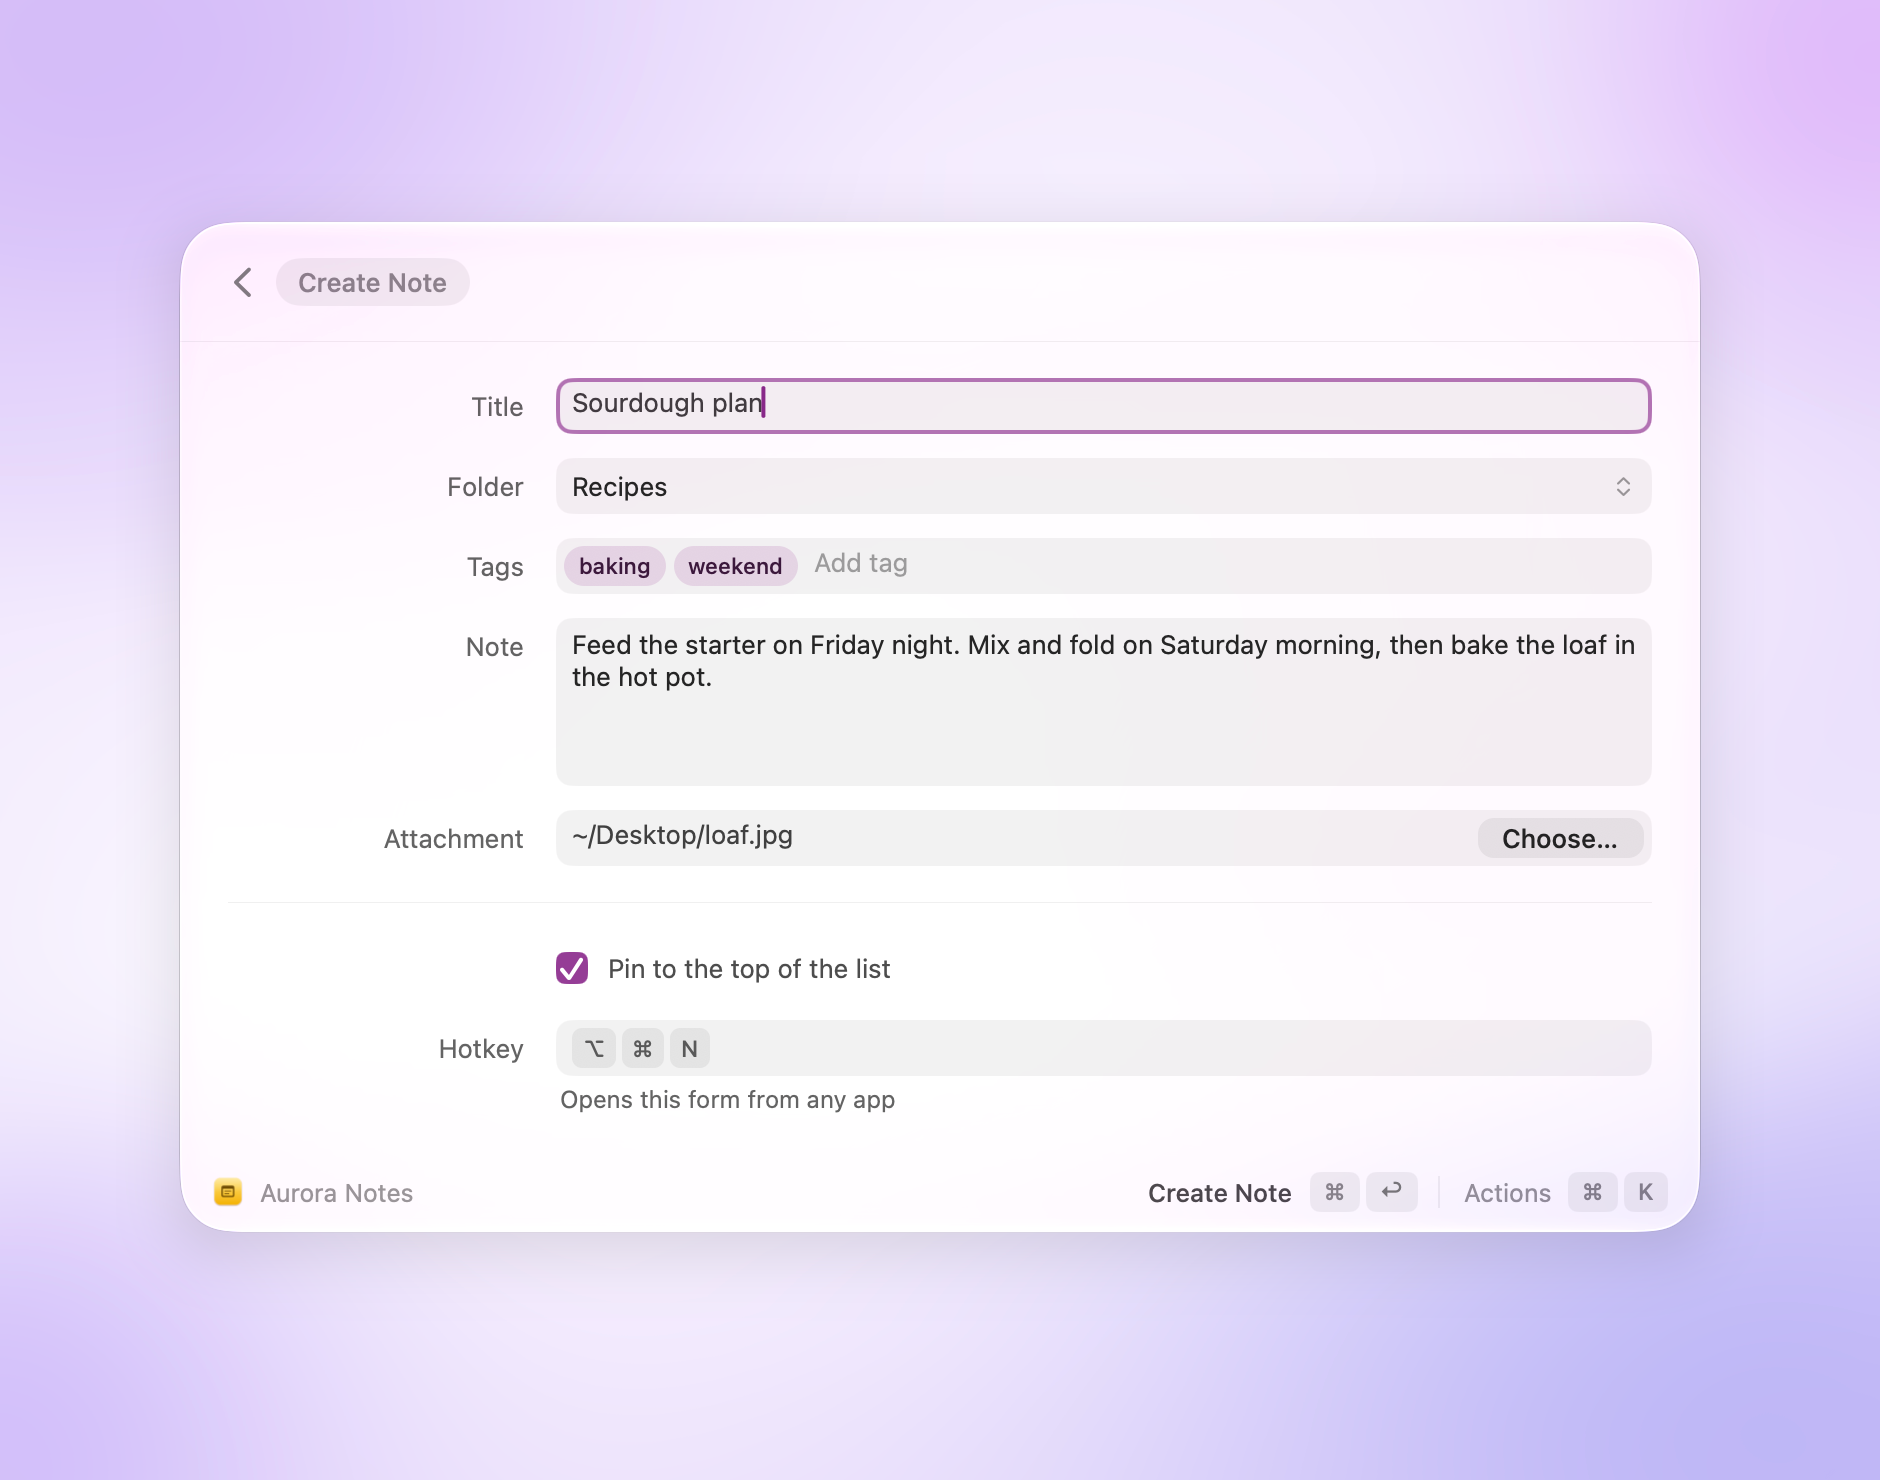 Create Note
Title
Sourdough plan
Folder
Recipes
Tags
baking weekend Add tag
Note
Feed the starter on Friday night. Mix and fold on Saturday morning, then bake the loaf in
the hot pot.
Attachment
~/Desktop/loaf.jpg
Choose...
Pin to the top of the list
Hotkey
⌥ ⌘ N
Opens this form from any app
Aurora Notes
Create Note ⌘ ↩
Actions ⌘ K